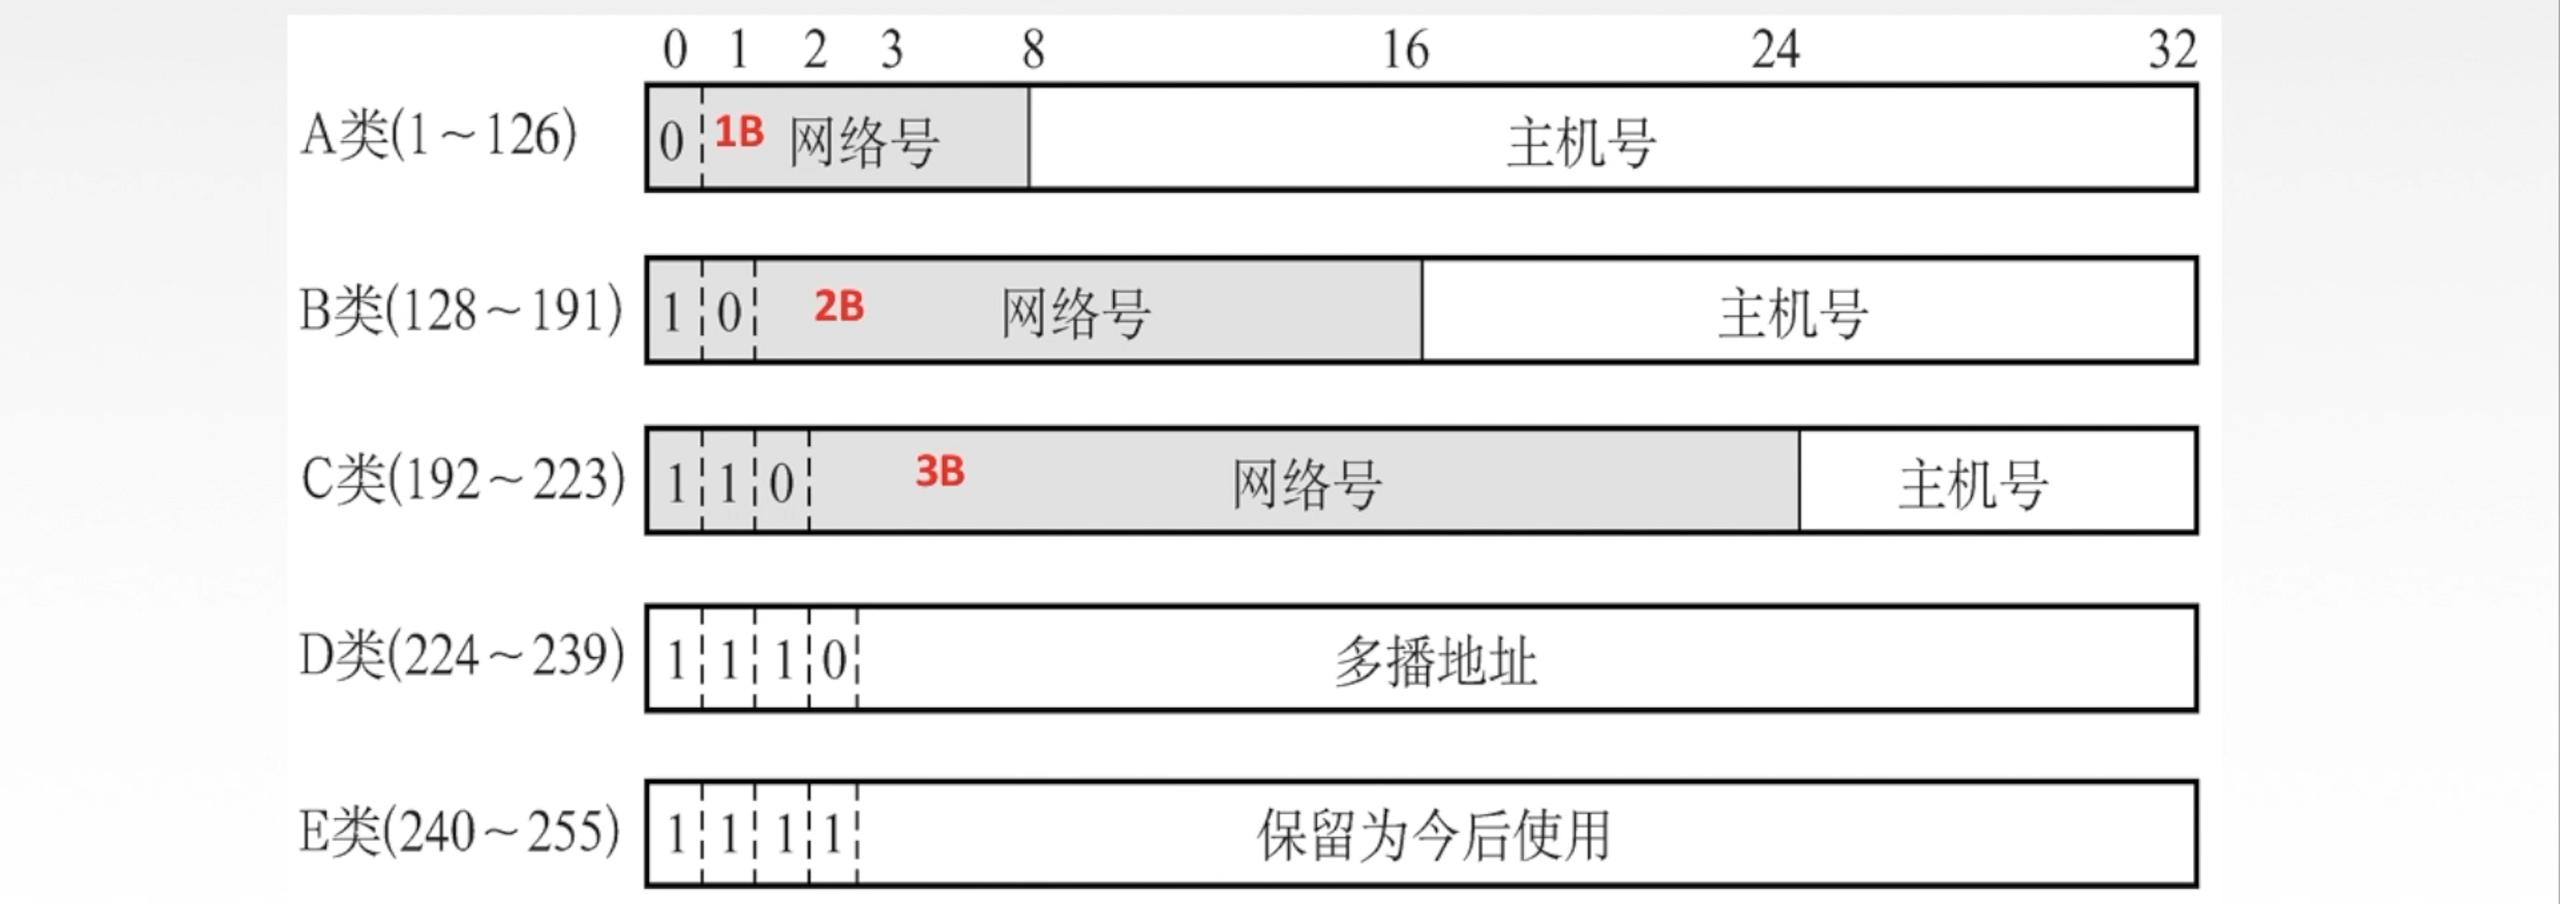 0 1 2 3 8 16 24 32
A类(1～126) 0 1B 网络号 主机号
B类(128～191) 1 0 2B 网络号 主机号
C类(192～223) 1 1 0 3B 网络号 主机号
D类(224～239) 1 1 1 0 多播地址
E类(240～255) 1 1 1 1 保留为今后使用